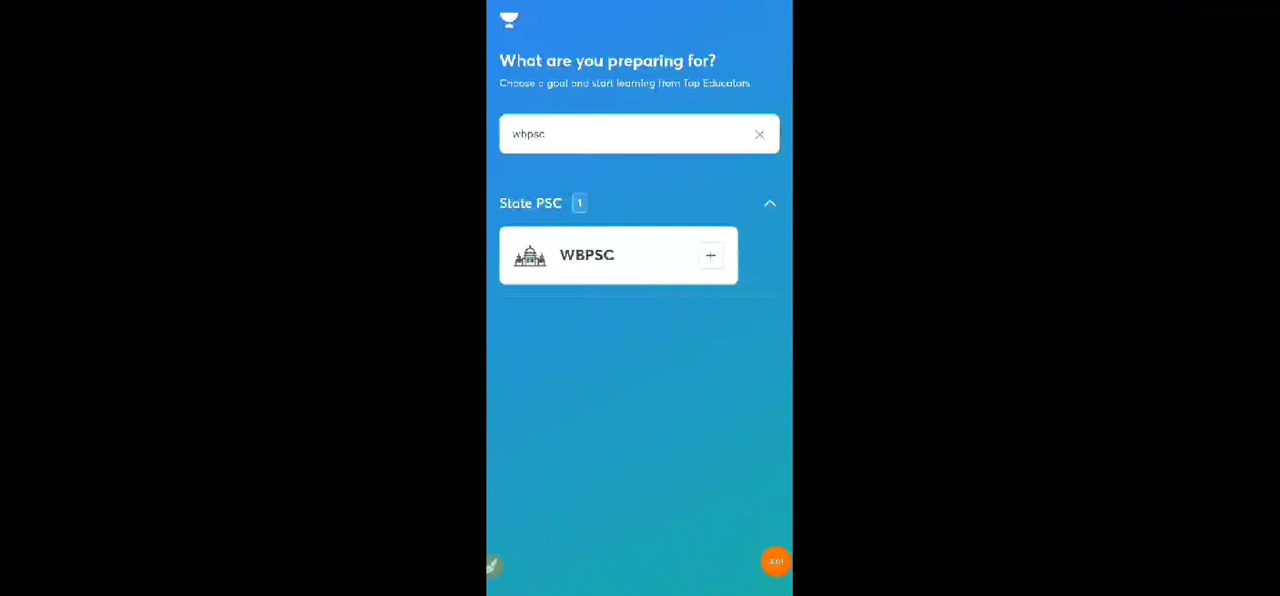 What are you preparing for?
Choose a goal and start learning from Top Educators
wbpsc
State PSC 1
WBPSC